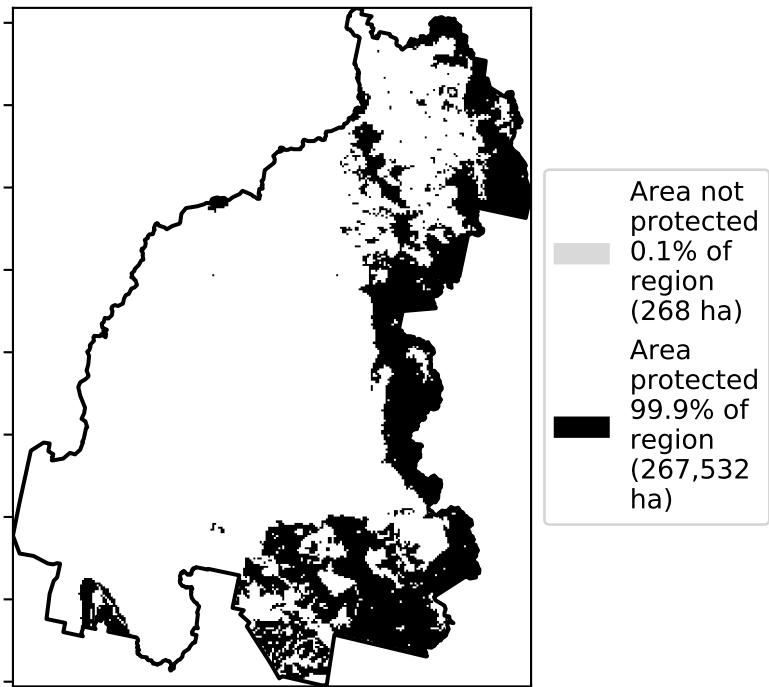 Area not
protected
0.1% of
region
(268 ha)
Area
protected
99.9% of
region
(267,532
ha)